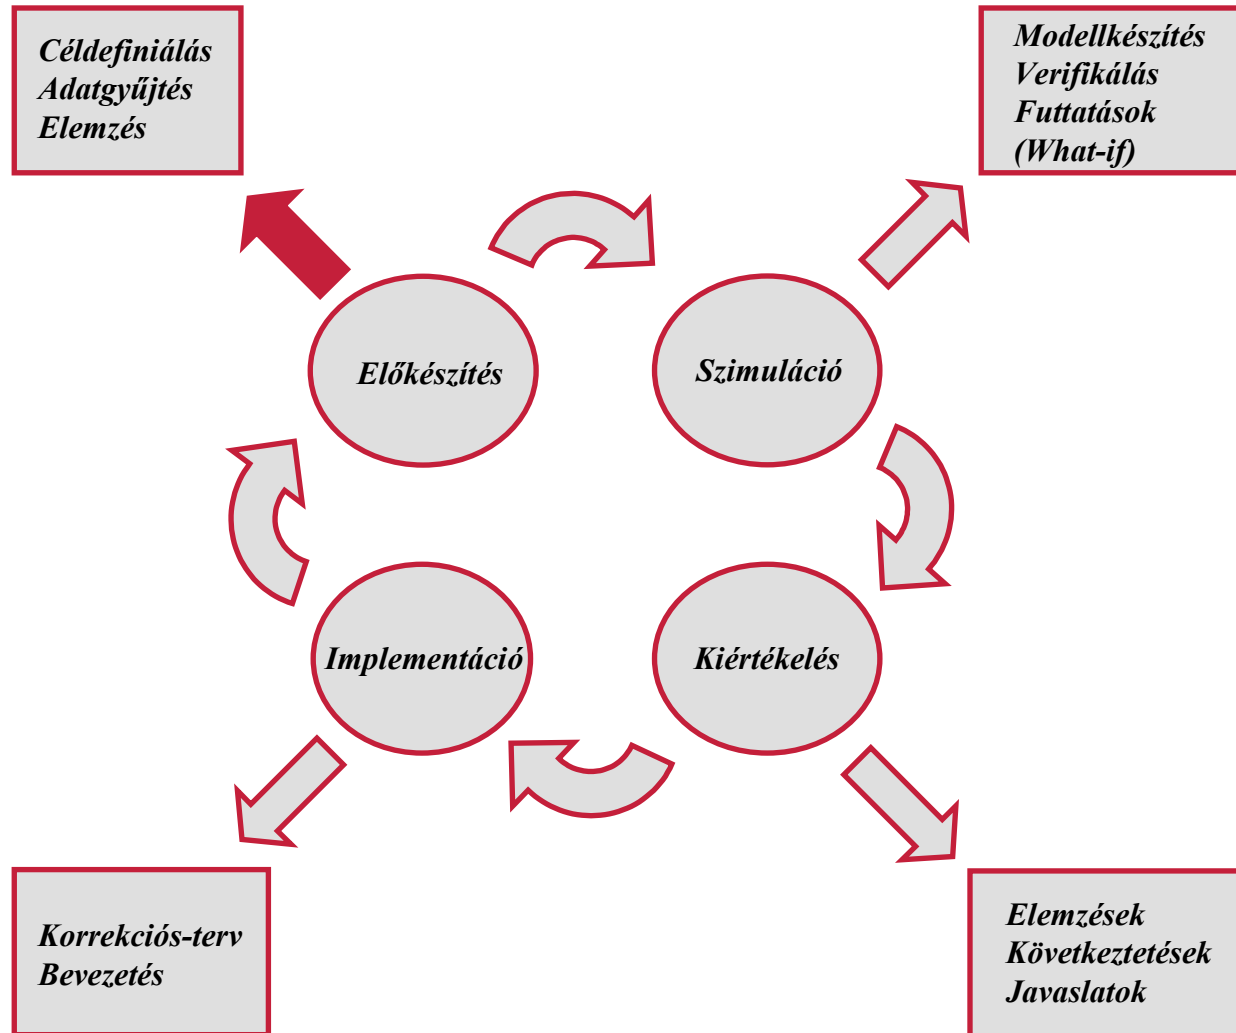 Céldefiniálás
Adatgyűjtés
Elemzés
Modellkészítés
Verifikálás
Futtatások
(What-if)
Előkészítés
Szimuláció
Implementáció
Kiértékelés
Korrekciós-terv
Bevezetés
Elemzések
Következtetések
Javaslatok